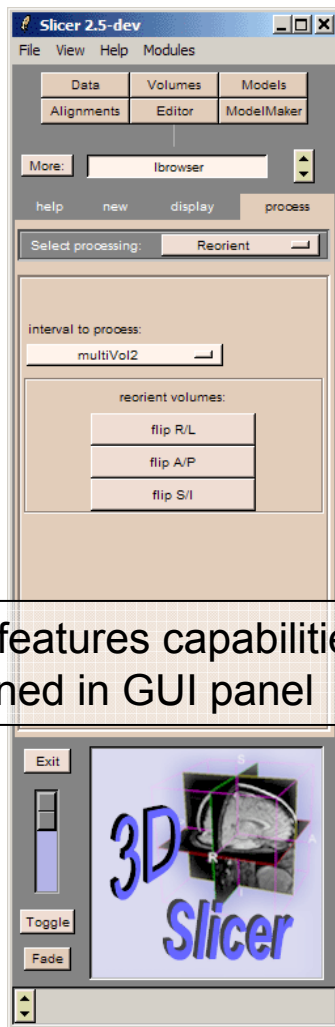 Slicer 2.5-dev
File View Help Modules
Data Volumes Models
Alignments Editor ModelMaker
More: Ibrowser
help new display process
Select processing: Reorient
interval to process:
multiVol2
reorient volumes:
flip R/L
flip A/P
flip S/I
features capabilitie
ned in GUI panel
Exit
Toggle
Fade
S
A
R
I
3D
Slicer